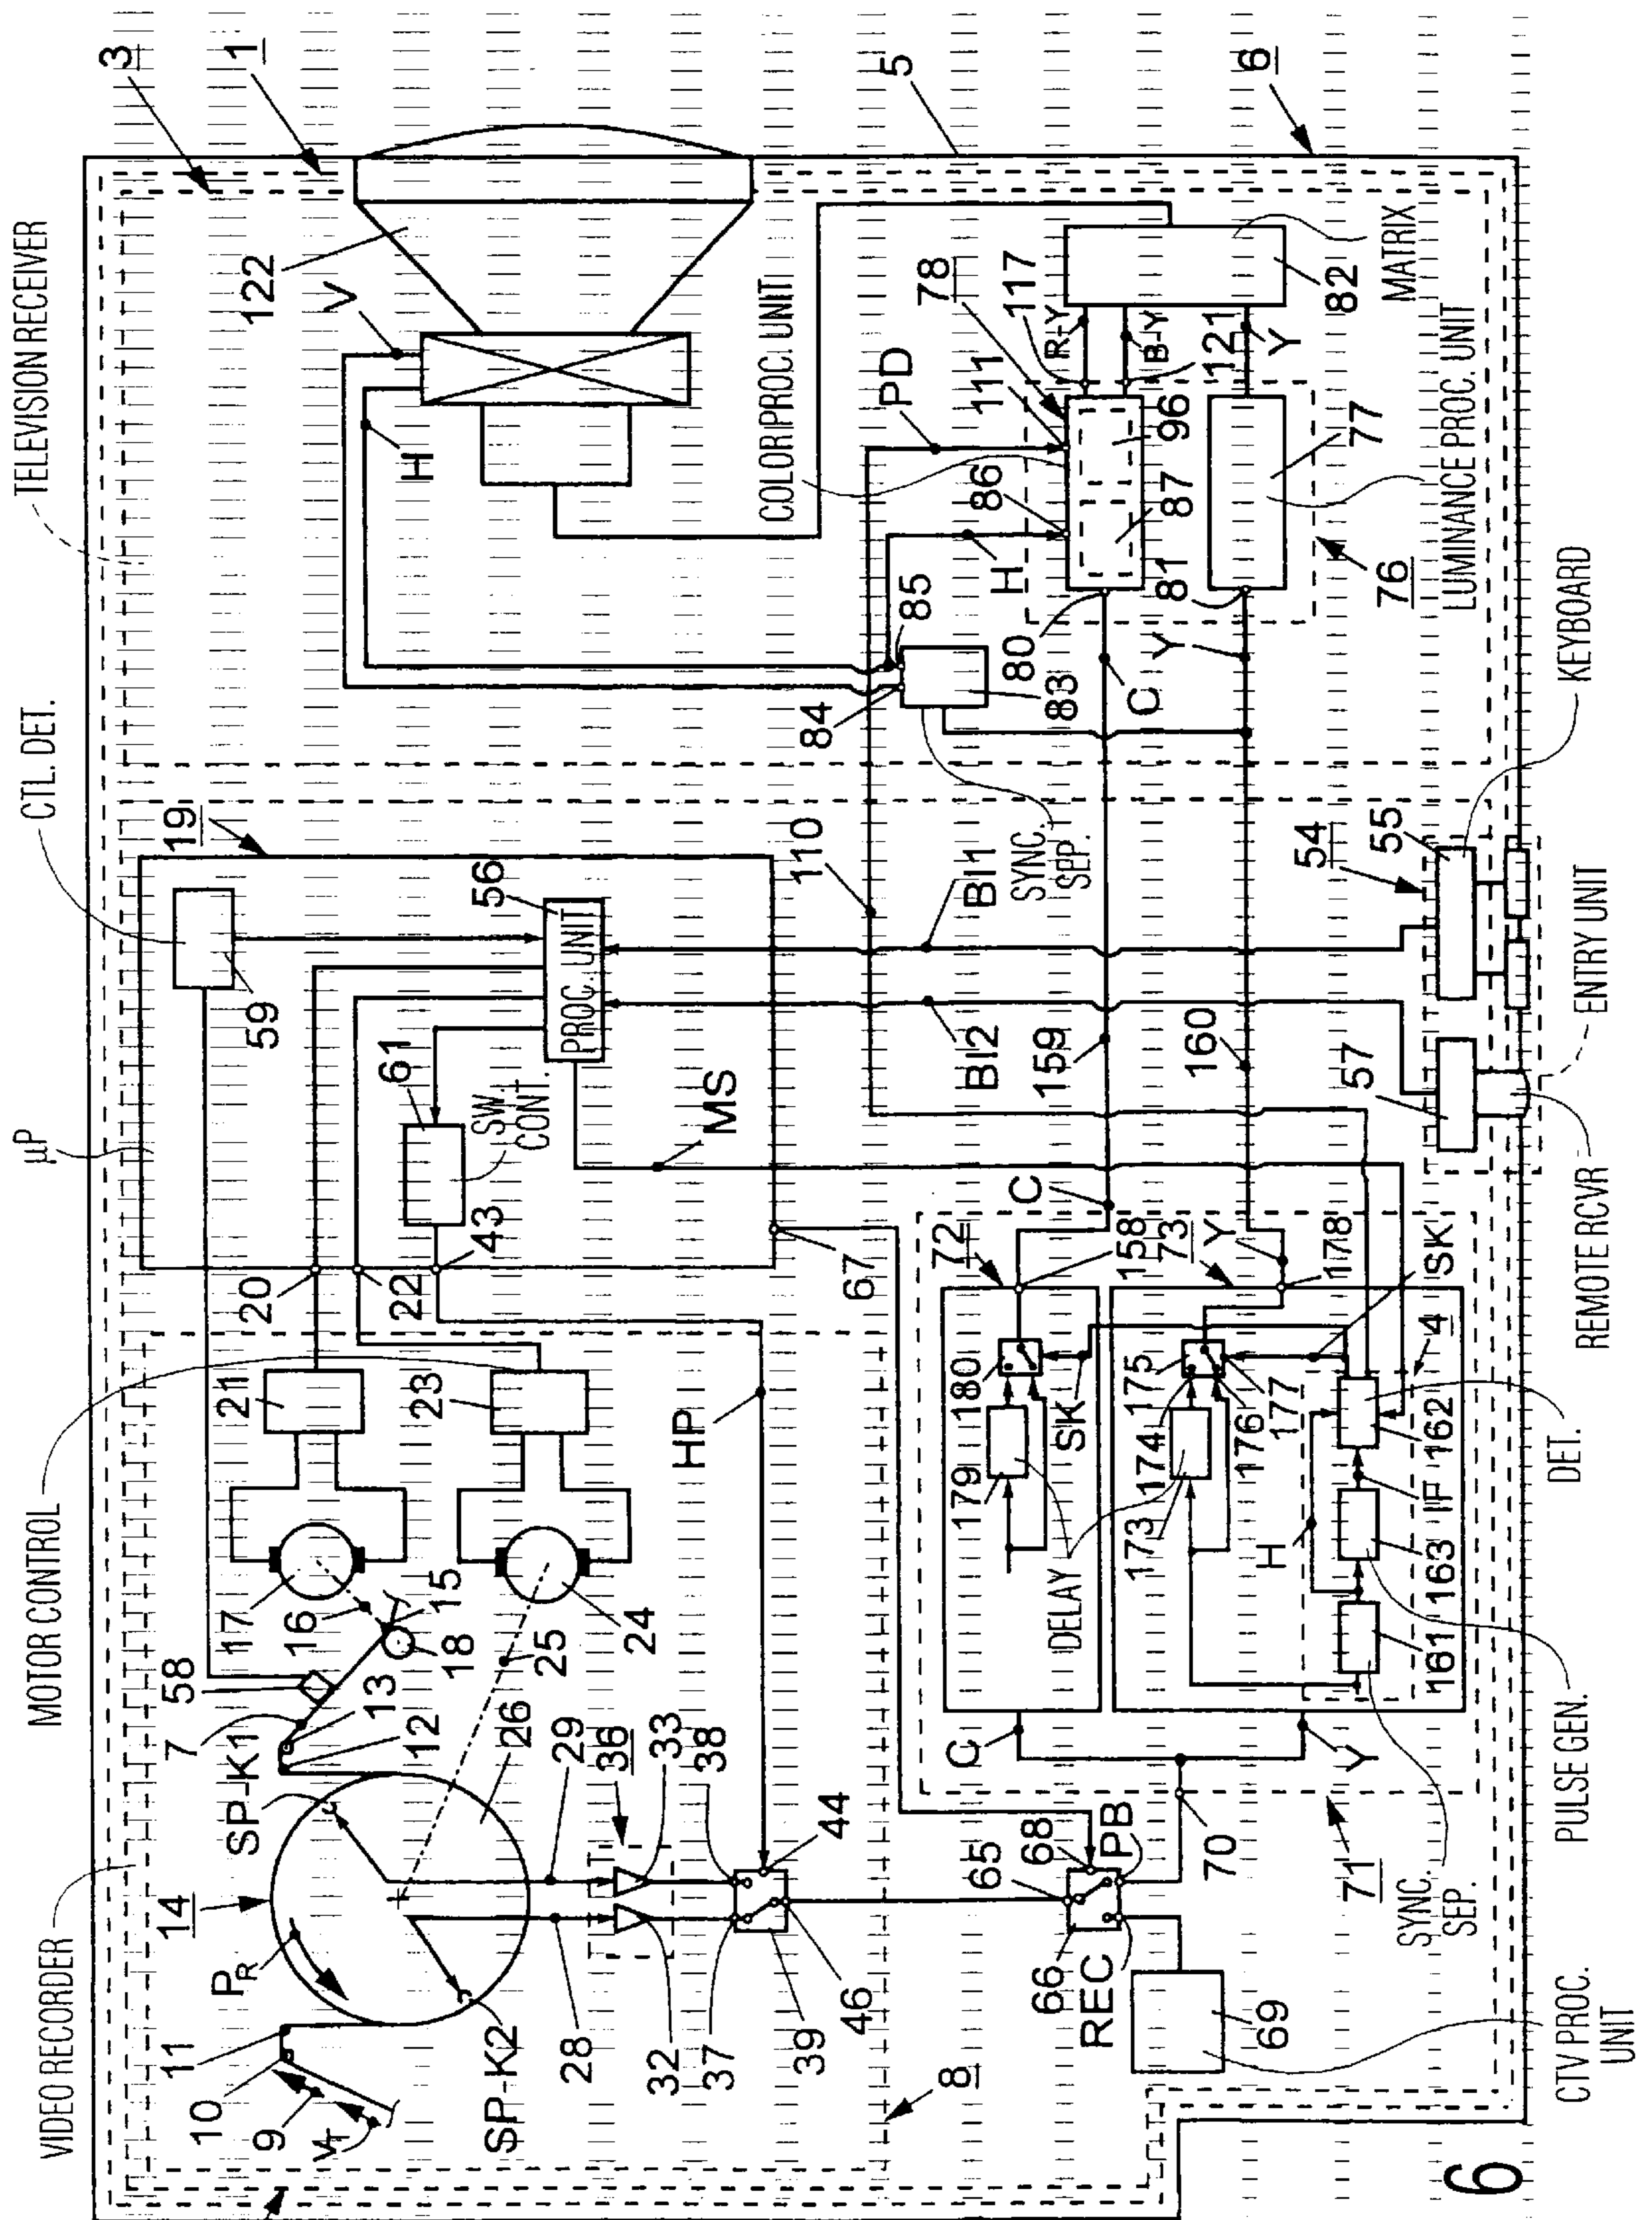 VIDEO RECORDER
MOTOR CONTROL
µP
CTL. DET.
TELEVISION RECEIVER
3
1
5
6
10
11
9
VT
PR
14
SP-K1
SP-K2
7
12
13
58
16
15
17
18
21
23
24
25
26
28
29
36
33
32
37
38
39
44
46
8
HP
20
22
43
19
59
61
SW.
CONT.
56
PROC. UNIT
MS
67
110
BI1
BI2
159
160
V
H
122
84
85
83
SYNC.
SEP.
PD
COLOR PROC. UNIT
78
111
86
117
R-Y
B-Y
121
H
80
C
87
96
81
Y
77
76
LUMINANCE PROC. UNIT
Y
82
MATRIX
54
55
57
KEYBOARD
ENTRY UNIT
REMOTE RCVR
65
66
68
PB
REC
69
70
71
CTV PROC.
UNIT
C
Y
72
158
73
C
Y
178
179
180
SK
DELAY
173
174
175
176
177
SK
4
H
161
163
IF
162
SYNC.
SEP.
PULSE GEN.
DET.
6